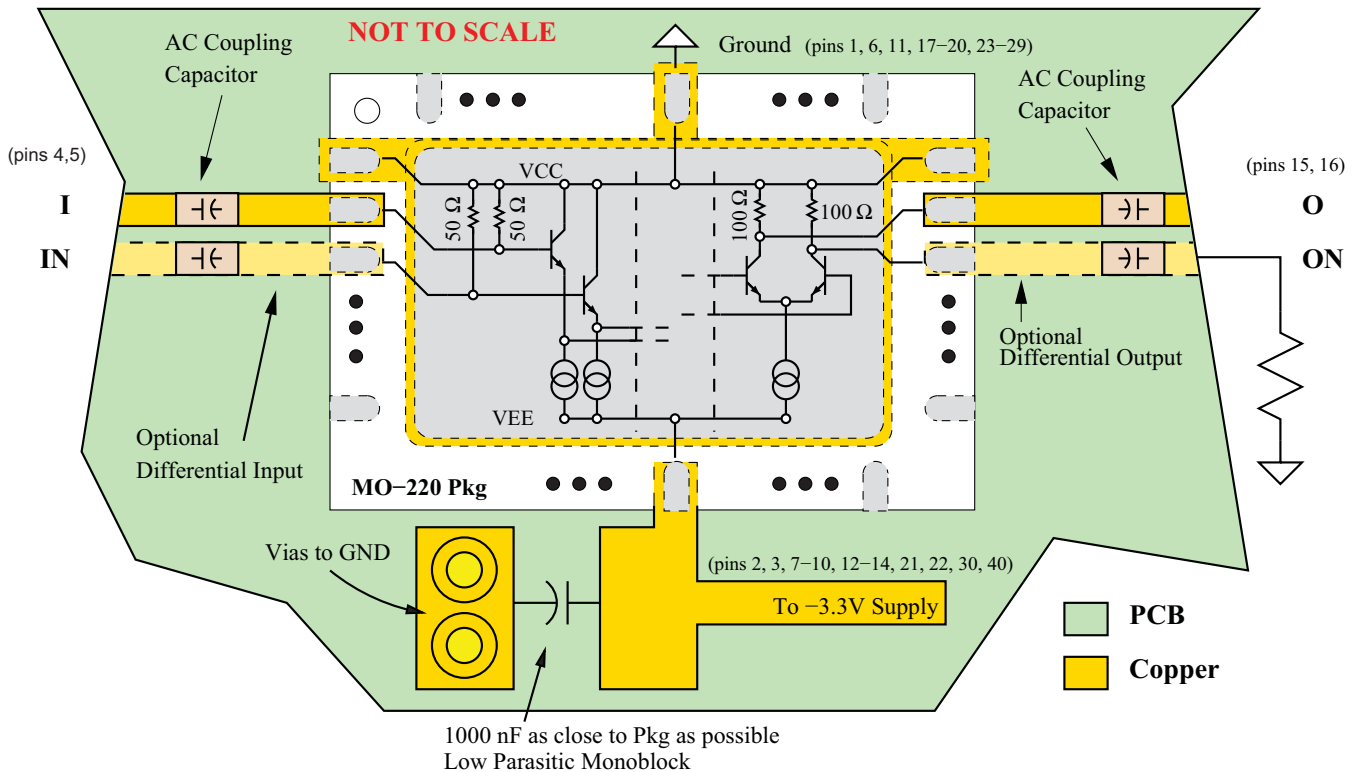 NOT TO SCALE
AC Coupling
Capacitor
Ground (pins 1, 6, 11, 17−20, 23−29)
AC Coupling
Capacitor
(pins 4,5)
(pins 15, 16)
VCC
I
50 Ω
50 Ω
100 Ω
100 Ω
O
IN
ON
Optional
Differential Output
VEE
Optional
Differential Input
MO−220 Pkg
Vias to GND
(pins 2, 3, 7−10, 12−14, 21, 22, 30, 40)
To −3.3V Supply
PCB
Copper
1000 nF as close to Pkg as possible
Low Parasitic Monoblock